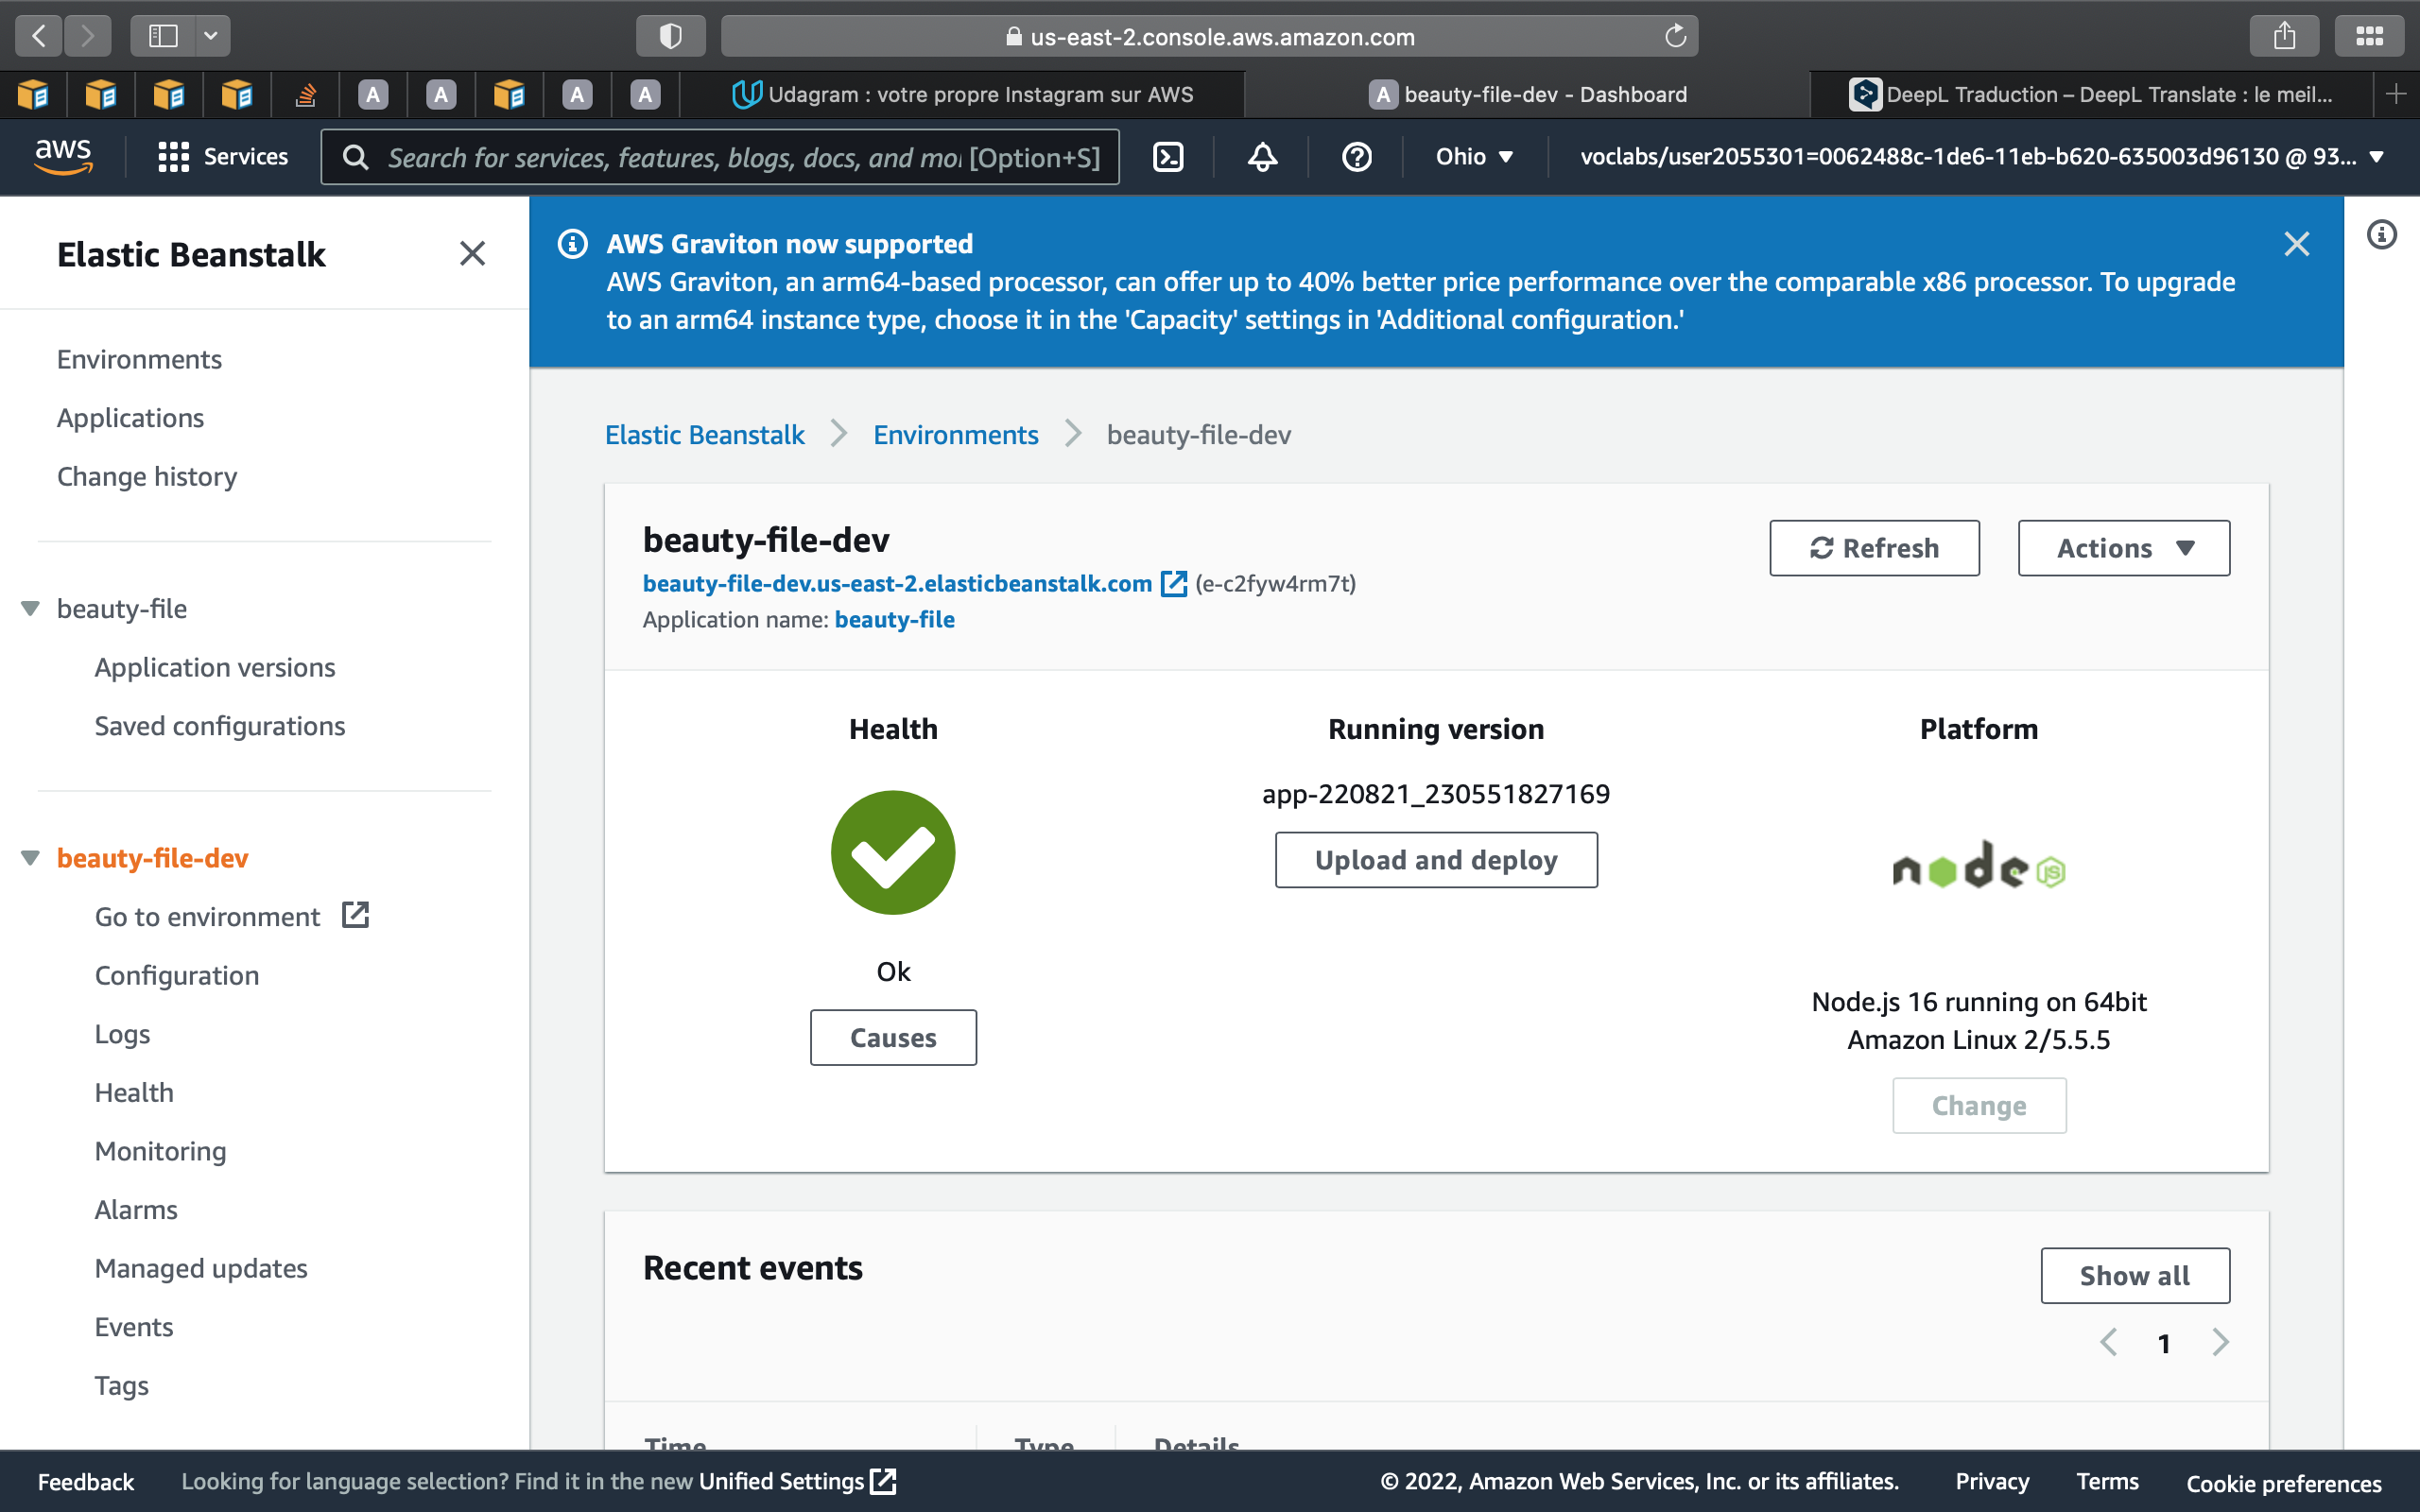 us-east-2.console.aws.amazon.com
A
A
A
A
Udagram : votre propre Instagram sur AWS
A beauty-file-dev - Dashboard
DeepL Traduction – DeepL Translate : le meil...
aws
Services
Search for services, features, blogs, docs, and mo [Option+S]
Ohio
voclabs/user2055301=0062488c-1de6-11eb-b620-635003d96130 @ 93...
Elastic Beanstalk
Environments
Applications
Change history
beauty-file
Application versions
Saved configurations
beauty-file-dev
Go to environment
Configuration
Logs
Health
Monitoring
Alarms
Managed updates
Events
Tags
AWS Graviton now supported
AWS Graviton, an arm64-based processor, can offer up to 40% better price performance over the comparable x86 processor. To upgrade
to an arm64 instance type, choose it in the 'Capacity' settings in 'Additional configuration.'
Elastic Beanstalk
Environments
beauty-file-dev
beauty-file-dev
beauty-file-dev.us-east-2.elasticbeanstalk.com (e-c2fyw4rm7t)
Application name: beauty-file
Refresh
Actions
Health
Ok
Causes
Running version
app-220821_230551827169
Upload and deploy
Platform
node JS
Node.js 16 running on 64bit
Amazon Linux 2/5.5.5
Change
Recent events
Show all
1
Time
Type
Details
Feedback
Looking for language selection? Find it in the new Unified Settings
© 2022, Amazon Web Services, Inc. or its affiliates.
Privacy
Terms
Cookie preferences